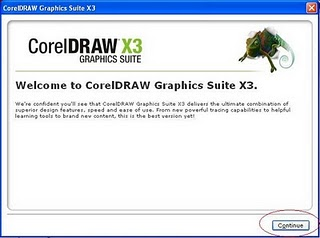 CorelDRAW Graphics Suite X3
CorelDRAW X3
GRAPHICS SUITE
Welcome to CorelDRAW Graphics Suite X3.
We're confident you'll see that CorelDRAW Graphics Suite X3 delivers the ultimate combination of
superior design features, speed and ease of use. From new powerful tracing capabilities to helpful
learning tools to brand new content, this is the best version yet!
Continue